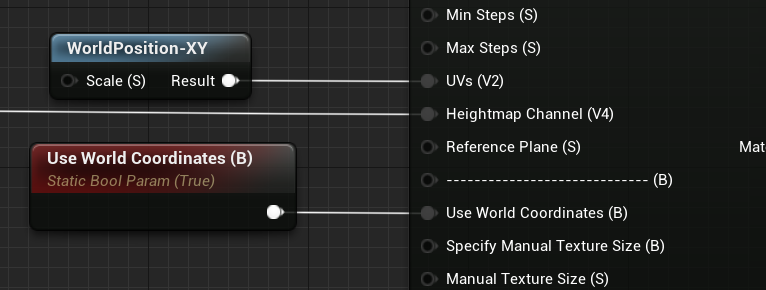 WorldPosition-XY
Scale (S) Result
Use World Coordinates (B)
Static Bool Param (True)
Min Steps (S)
Max Steps (S)
UVs (V2)
Heightmap Channel (V4)
Reference Plane (S)
Mat
----------------------------- (B)
Use World Coordinates (B)
Specify Manual Texture Size (B)
Manual Texture Size (S)